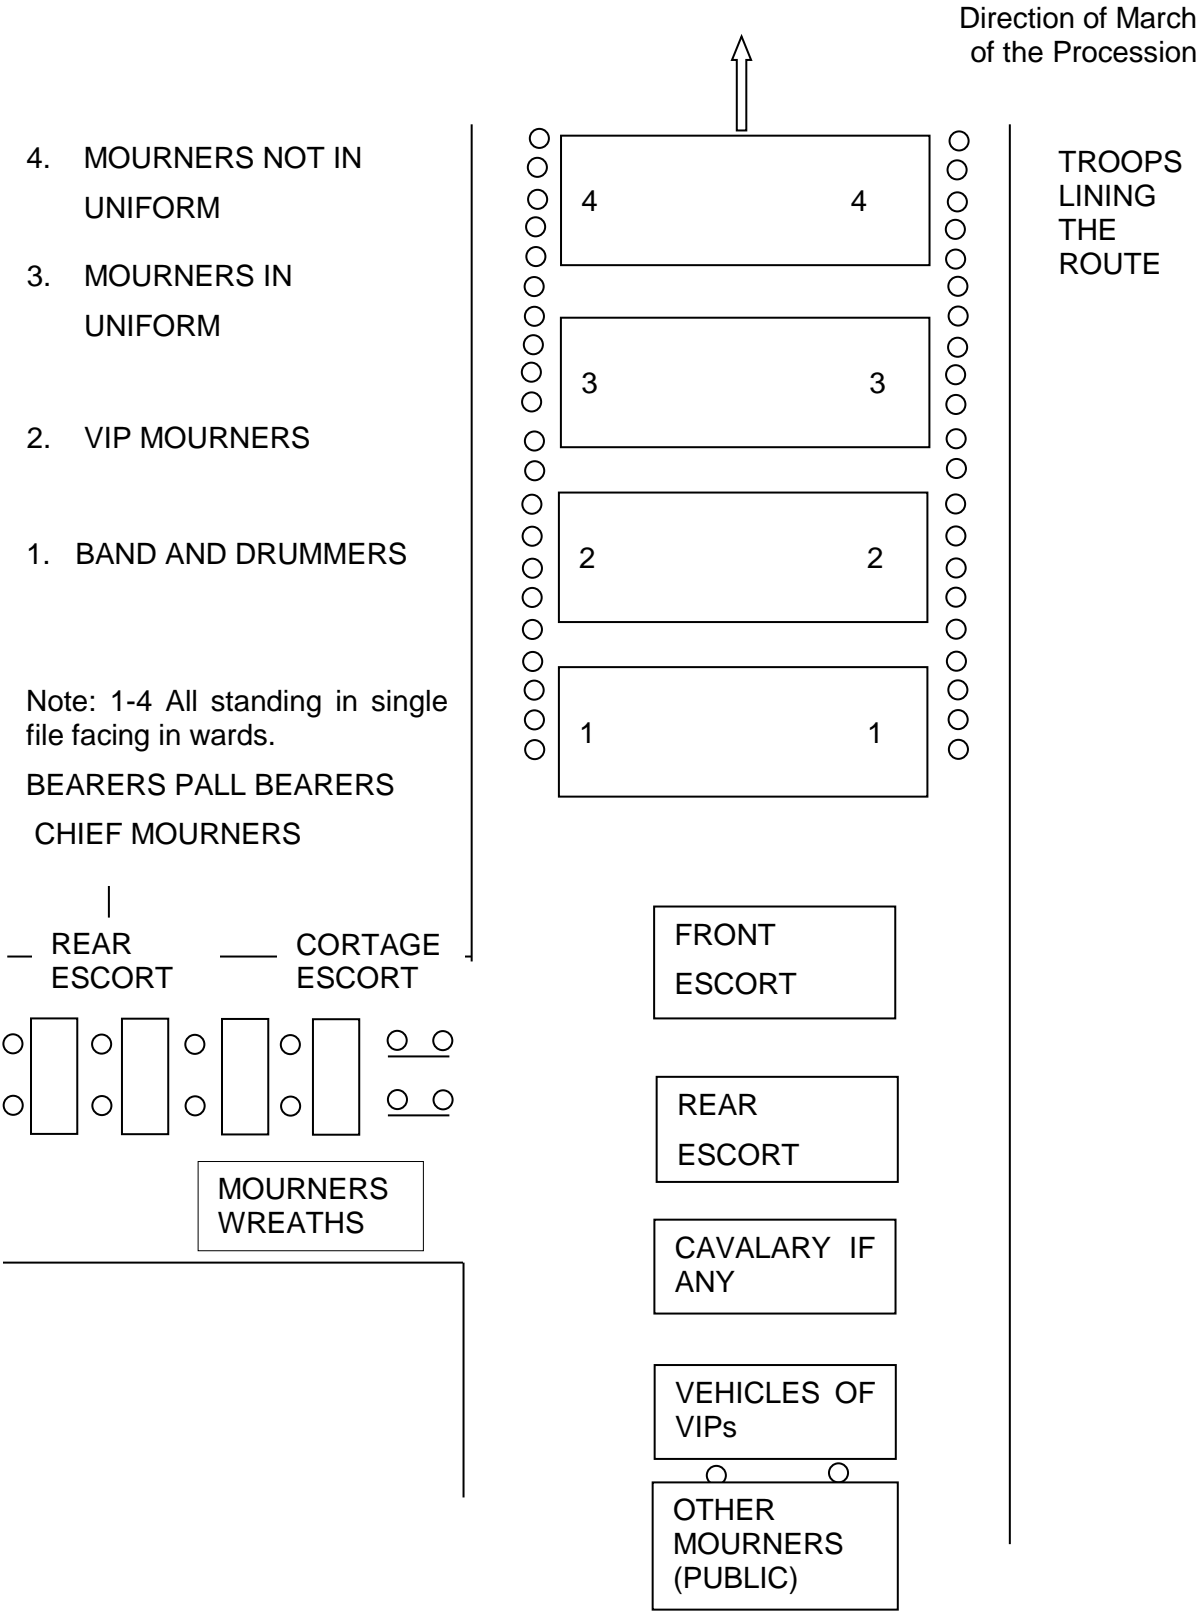 Direction of March
of the Procession
4. MOURNERS NOT IN
UNIFORM
3. MOURNERS IN
UNIFORM
2. VIP MOURNERS
1. BAND AND DRUMMERS
Note: 1-4 All standing in single
file facing in wards.
BEARERS PALL BEARERS
CHIEF MOURNERS
REAR
ESCORT
CORTAGE
ESCORT
MOURNERS
WREATHS
4 4
3 3
2 2
1 1
TROOPS
LINING
THE
ROUTE
FRONT
ESCORT
REAR
ESCORT
CAVALARY IF
ANY
VEHICLES OF
VIPs
OTHER
MOURNERS
(PUBLIC)